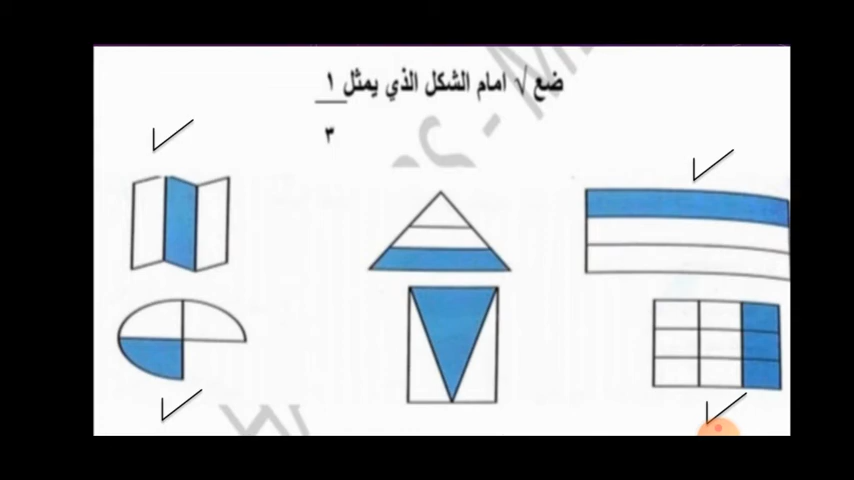 ضع √ امام الشكل الذي يمثل ١
٣